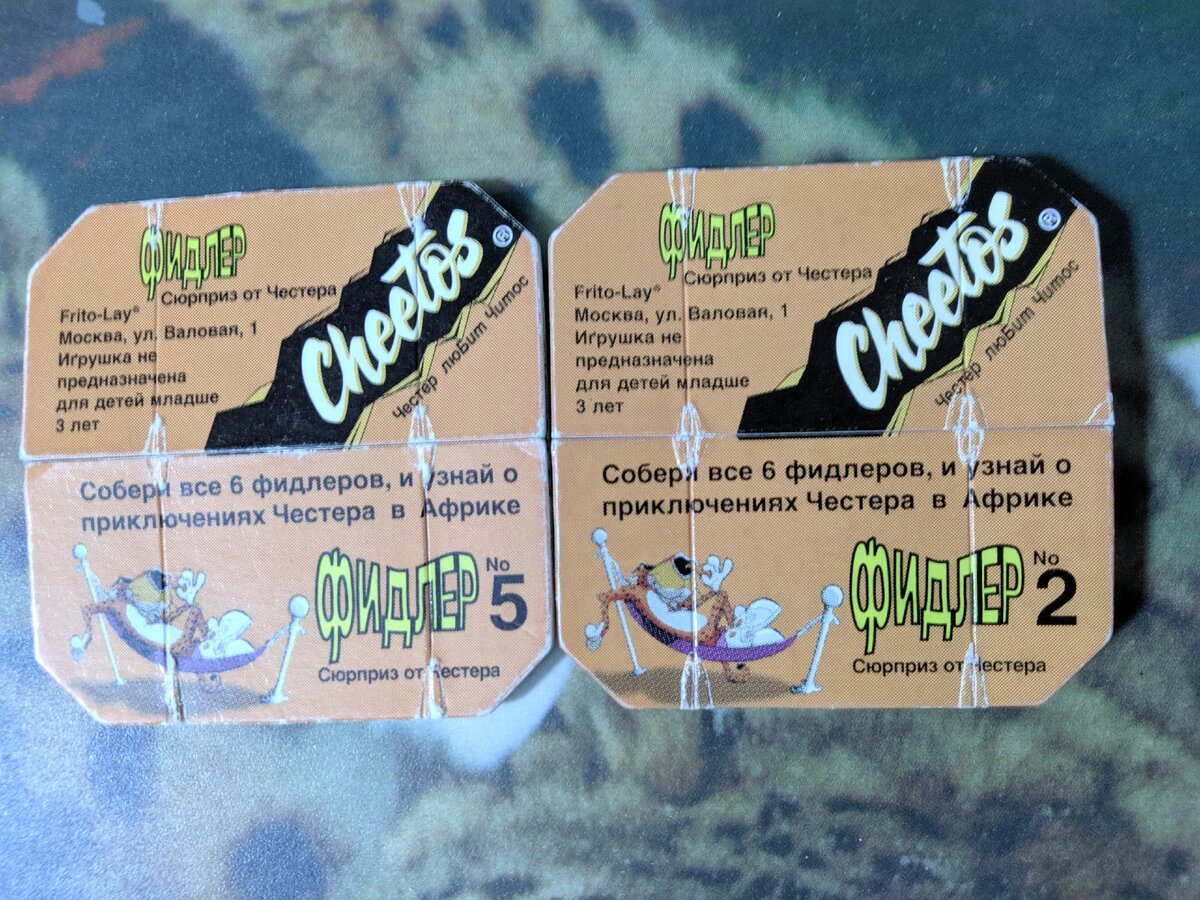 ФИДЛЕР
Сюрприз от Честера
Frito-Lay®
Москва, ул. Валовая, 1
Игрушка не
предназначена
для детей младше
3 лет
Cheetos®
Честер любит Читос
Собери все 6 фидлеров, и узнай о
приключениях Честера в Африке
ФИДЛЕР No 5
Сюрприз от Честера
ФИДЛЕР
Сюрприз от Честера
Frito-Lay®
Москва, ул. Валовая, 1
Игрушка не
предназначена
для детей младше
3 лет
Cheetos®
Честер любит Читос
Собери все 6 фидлеров, и узнай о
приключениях Честера в Африке
ФИДЛЕР No 2
Сюрприз от Честера